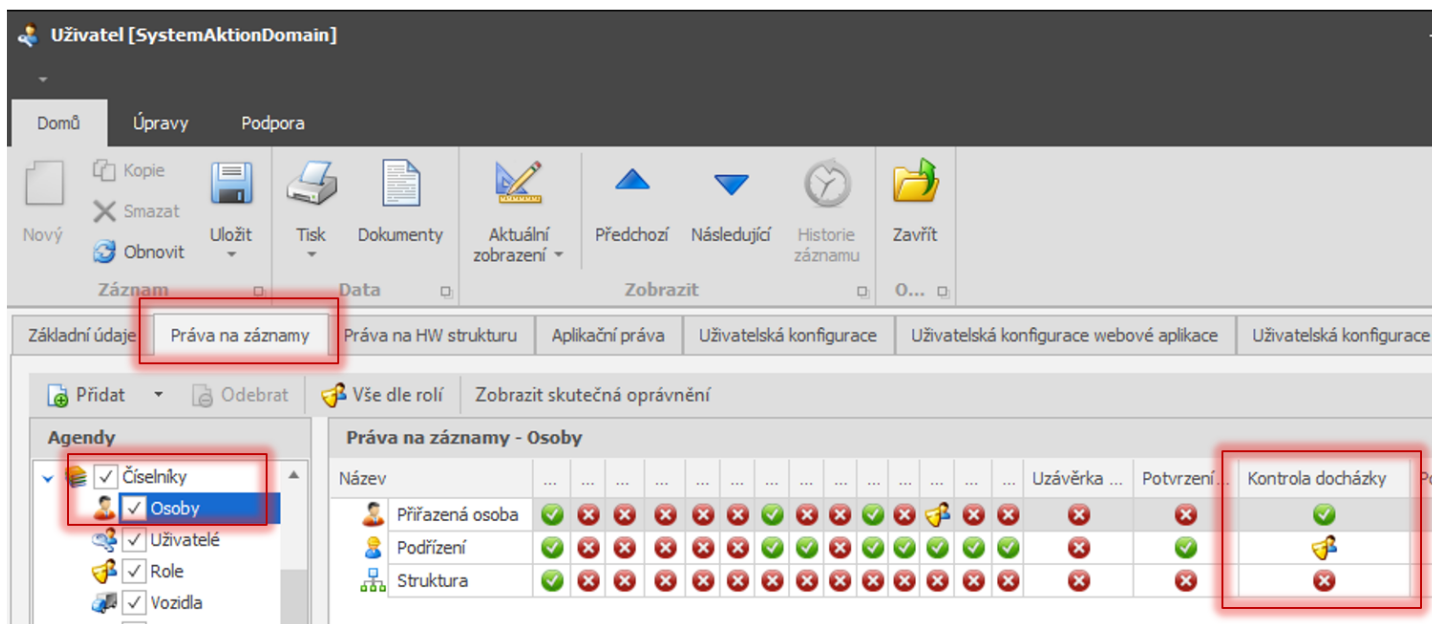 Uživatel [SystemAktionDomain]
Domů Úpravy Podpora
Nový
Kopie
Smazat
Obnovit
Uložit
Tisk
Dokumenty
Aktuální zobrazení
Předchozí
Následující
Historie záznamu
Zavřít
Záznam Data Zobrazit O...
Základní údaje Práva na záznamy Práva na HW strukturu Aplikační práva Uživatelská konfigurace Uživatelská konfigurace webové aplikace Uživatelská konfigurace
Přidat Odebrat Vše dle rolí Zobrazit skutečná oprávnění
Agendy
Číselníky
Osoby
Uživatelé
Role
Vozidla
Práva na záznamy - Osoby
Název ... ... ... ... ... ... ... ... ... ... ... ... ... ... Uzávěrka ... Potvrzení... Kontrola docházky
Přiřazená osoba
Podřízení
Struktura